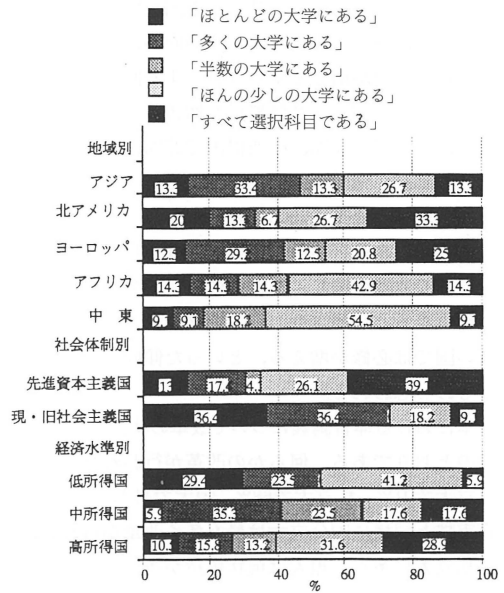 「ほとんどの大学にある」
「多くの大学にある」
「半数の大学にある」
「ほんの少しの大学にある」
「すべて選択科目である」
地域別
アジア 13.3 33.4 13.3 26.7 13.3
北アメリカ 20 13.3 6.7 26.7 33.3
ヨーロッパ 12.5 29.2 12.5 20.8 25
アフリカ 14.3 14.3 14.3 42.9 14.3
中 東 9.1 9.1 18.2 54.5 9.1
社会体制別
先進資本主義国 13 17.4 4.3 26.1 39.1
現・旧社会主義国 36.4 36.4 18.2 9.1
経済水準別
低所得国 29.4 23.5 41.2 5.9
中所得国 5.9 35.3 23.5 17.6 17.6
高所得国 10.5 15.8 13.2 31.6 28.9
0 20 40 60 80 100
%